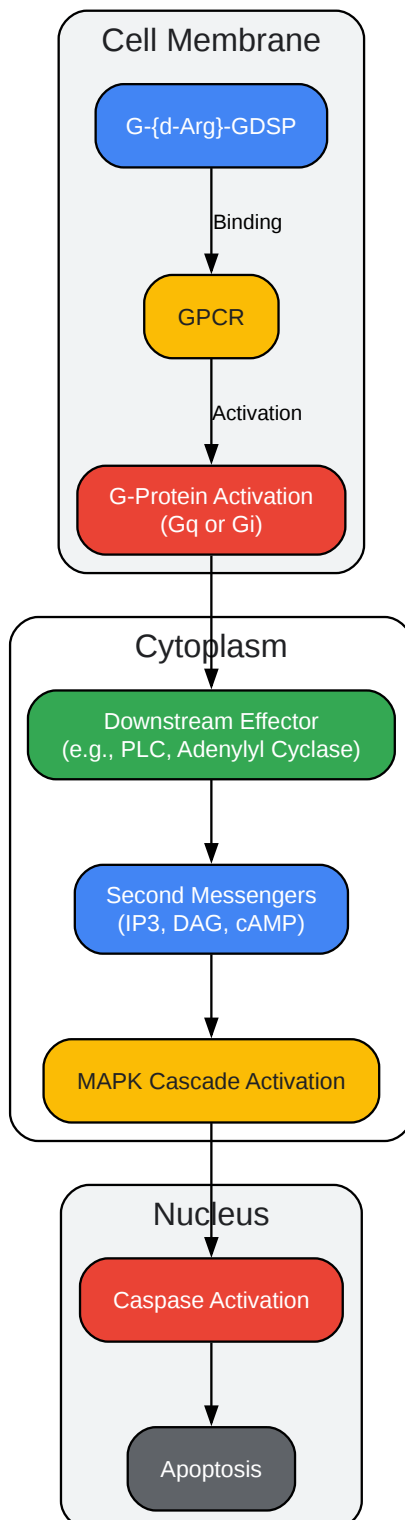 Cell Membrane
G-{d-Arg}-GDSP
Binding
GPCR
Activation
G-Protein Activation
(Gq or Gi)
Cytoplasm
Downstream Effector
(e.g., PLC, Adenylyl Cyclase)
Second Messengers
(IP3, DAG, cAMP)
MAPK Cascade Activation
Nucleus
Caspase Activation
Apoptosis